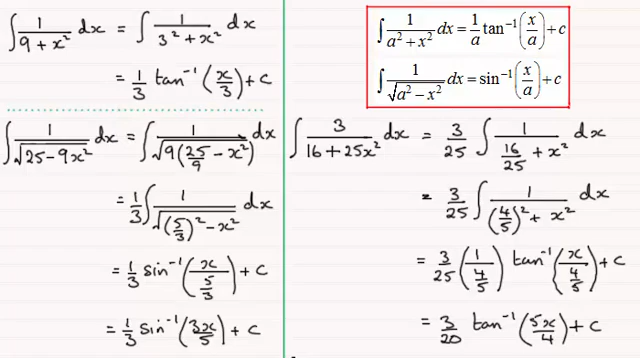 ∫ 1/(9 + x²) dx = ∫ 1/(3² + x²) dx
= 1/3 tan⁻¹(x/3) + c
∫ 1/√(25 − 9x²) dx = ∫ 1/√(9(25/9 − x²)) dx
= 1/3 ∫ 1/√((5/3)² − x²) dx
= 1/3 sin⁻¹(x/(5/3)) + c
= 1/3 sin⁻¹(3x/5) + c
∫ 1/(a² + x²) dx = 1/a tan⁻¹(x/a) + c
∫ 1/√(a² − x²) dx = sin⁻¹(x/a) + c
∫ 3/(16 + 25x²) dx = 3/25 ∫ 1/(16/25 + x²) dx
= 3/25 ∫ 1/((4/5)² + x²) dx
= 3/25 (1/(4/5)) tan⁻¹(x/(4/5)) + c
= 3/20 tan⁻¹(5x/4) + c